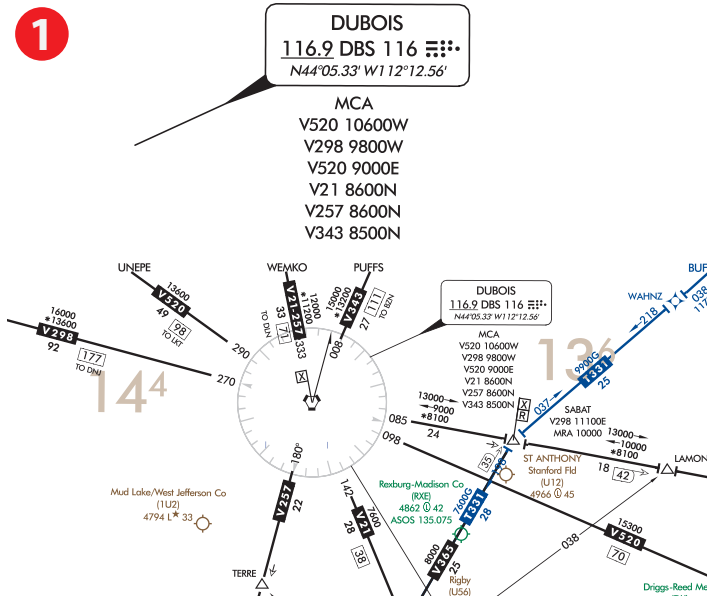 1
DUBOIS
116.9 DBS 116
N44°05.33' W112°12.56'
MCA
V520 10600W
V298 9800W
V520 9000E
V21 8600N
V257 8600N
V343 8500N
UNEPE
WEMKO
PUFFS
BUF
WAHNZ
038
117
218
13600
V520
49
98
TO LKT
290
16000
*13600
V298
92
177
TO DNJ
270
14⁴
12000
*11200
V21-257
33
71
TO DLN
333
15000
*13200
V343
27
111
TO BZN
008
X
DUBOIS
116.9 DBS 116
N44°05.33' W112°12.56'
MCA
V520 10600W
V298 9800W
V520 9000E
V21 8600N
V257 8600N
V343 8500N
13⁶
9900G
T331
25
037
X
R
13000
9000
*8100
085
24
098
SABAT
V298 11100E
MRA 10000
13000
10000
*8100
18
42
LAMON
35
198
ST ANTHONY
Stanford Fld
(U12)
4966 45
180°
V257
22
TERRE
142
7600
V21
28
38
Mud Lake/West Jefferson Co
(1U2)
4794 L* 33
Rexburg-Madison Co
(RXE)
4862 42
ASOS 135.075
7600G
T331
28
8000
V365
25
Rigby
(U56)
038
15300
V520
70
Driggs-Reed Me